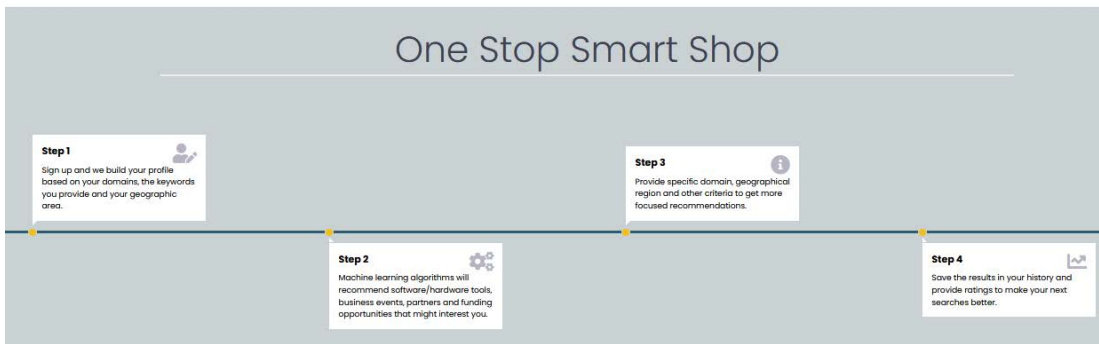 One Stop Smart Shop
Step 1
Sign up and we build your profile
based on your domains, the keywords
you provide and your geographic
area.
Step 2
Machine learning algorithms will
recommend software/hardware tools,
business events, partners and funding
opportunities that might interest you.
Step 3
Provide specific domain, geographical
region and other criteria to get more
focused recommendations.
Step 4
Save the results in your history and
provide ratings to make your next
searches better.